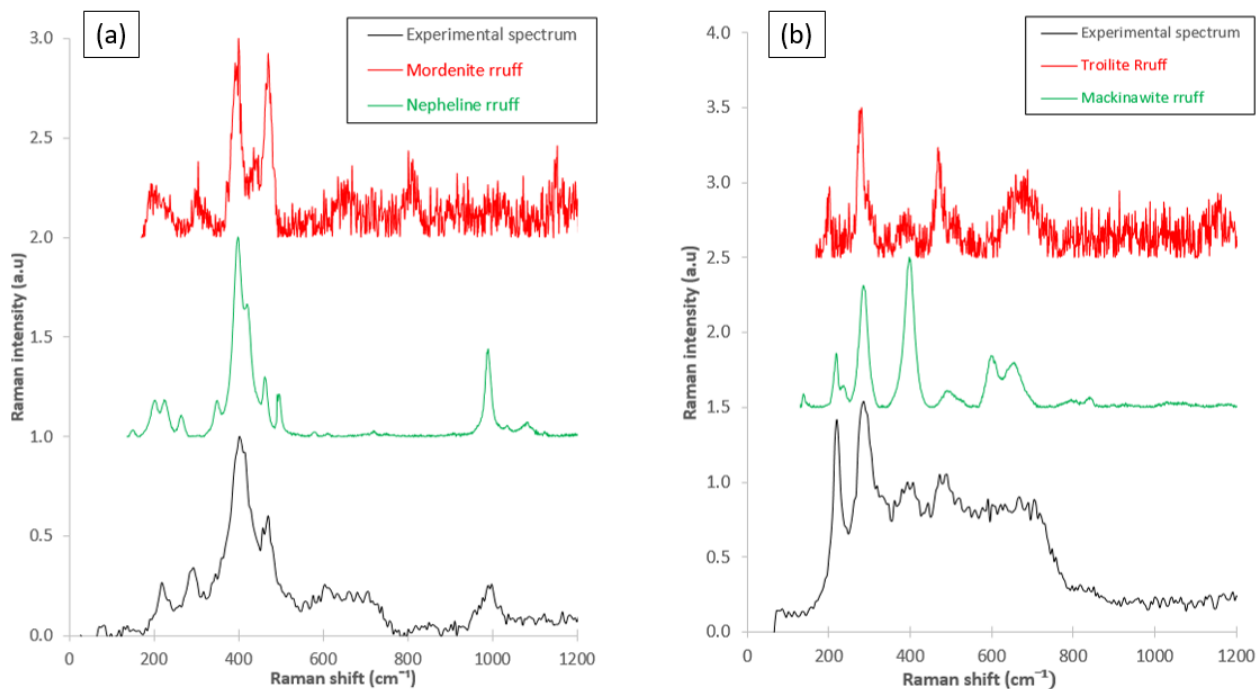 (a)
Experimental spectrum
Mordenite rruff
Nepheline rruff
3.0
2.5
2.0
1.5
1.0
0.5
0.0
Raman intensity (a.u)
0 200 400 600 800 1000 1200
Raman shift (cm⁻¹)
(b)
Experimental spectrum
Troilite Rruff
Mackinawite rruff
4.0
3.5
3.0
2.5
2.0
1.5
1.0
0.5
0.0
Raman intensity (a.u)
0 200 400 600 800 1000 1200
Raman shift (cm⁻¹)